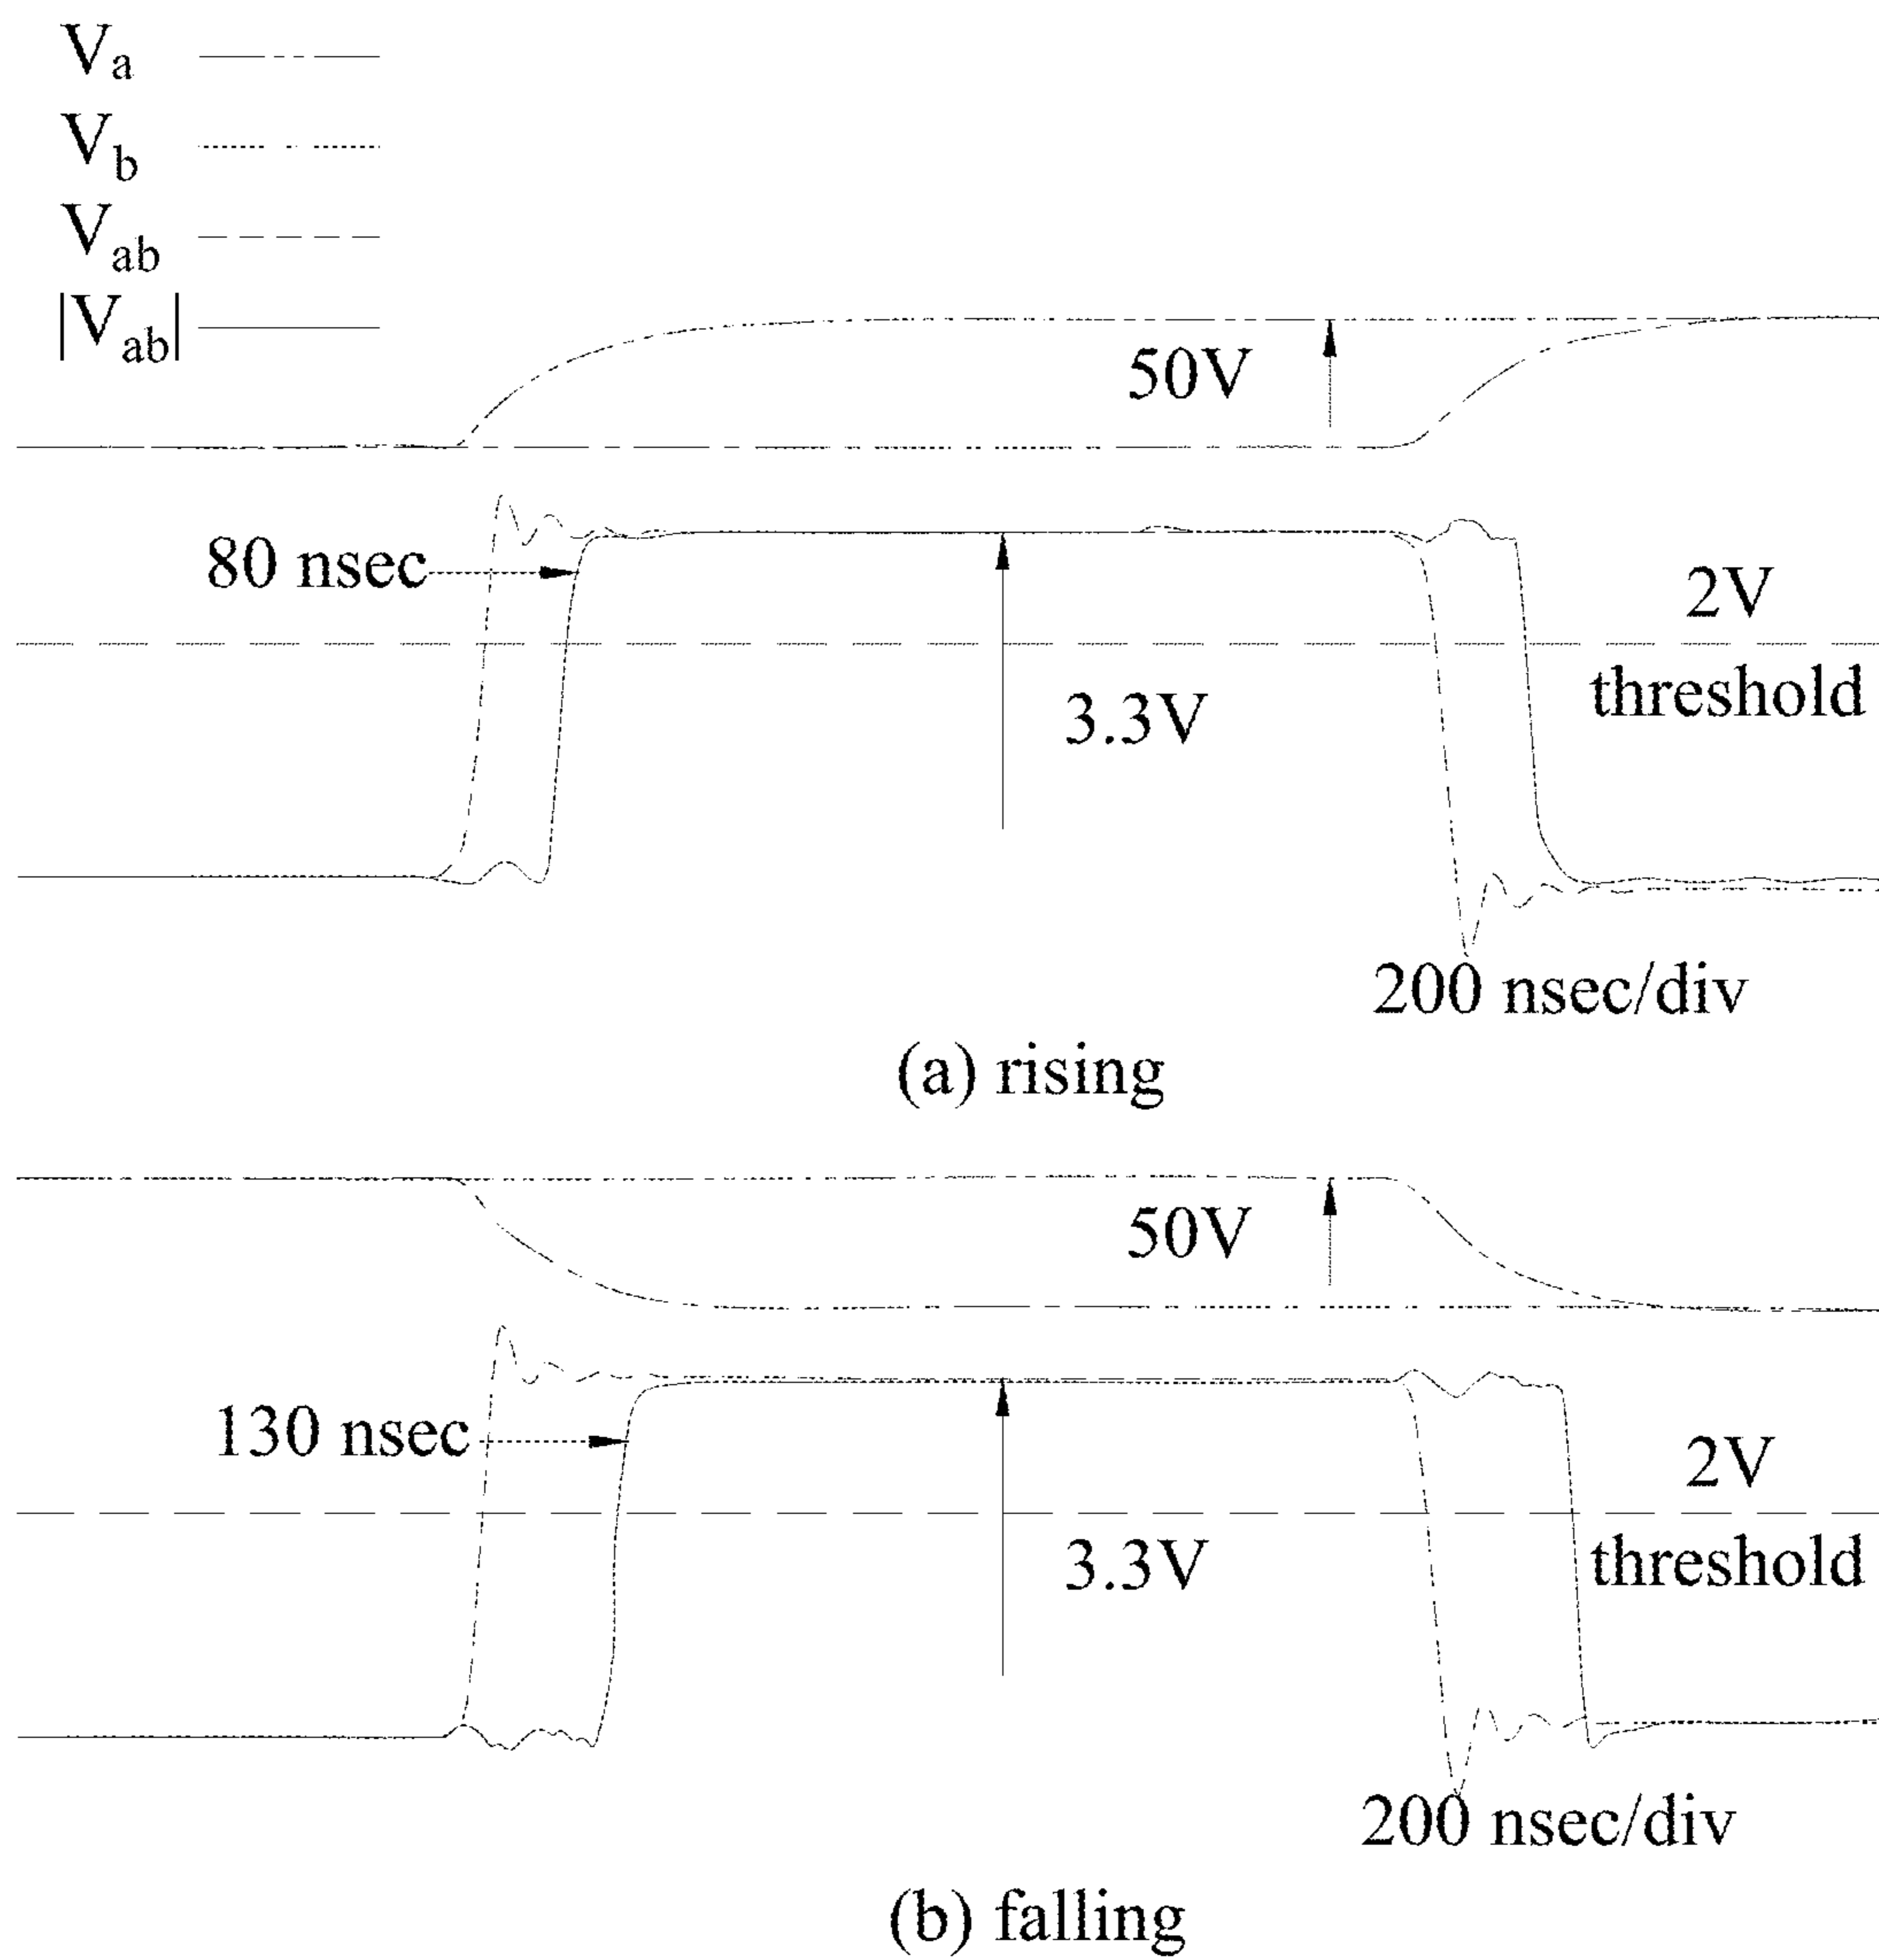 Va
Vb
Vab
|Vab|
50V
80 nsec
2V
threshold
3.3V
200 nsec/div
(a) rising
50V
130 nsec
2V
threshold
3.3V
200 nsec/div
(b) falling